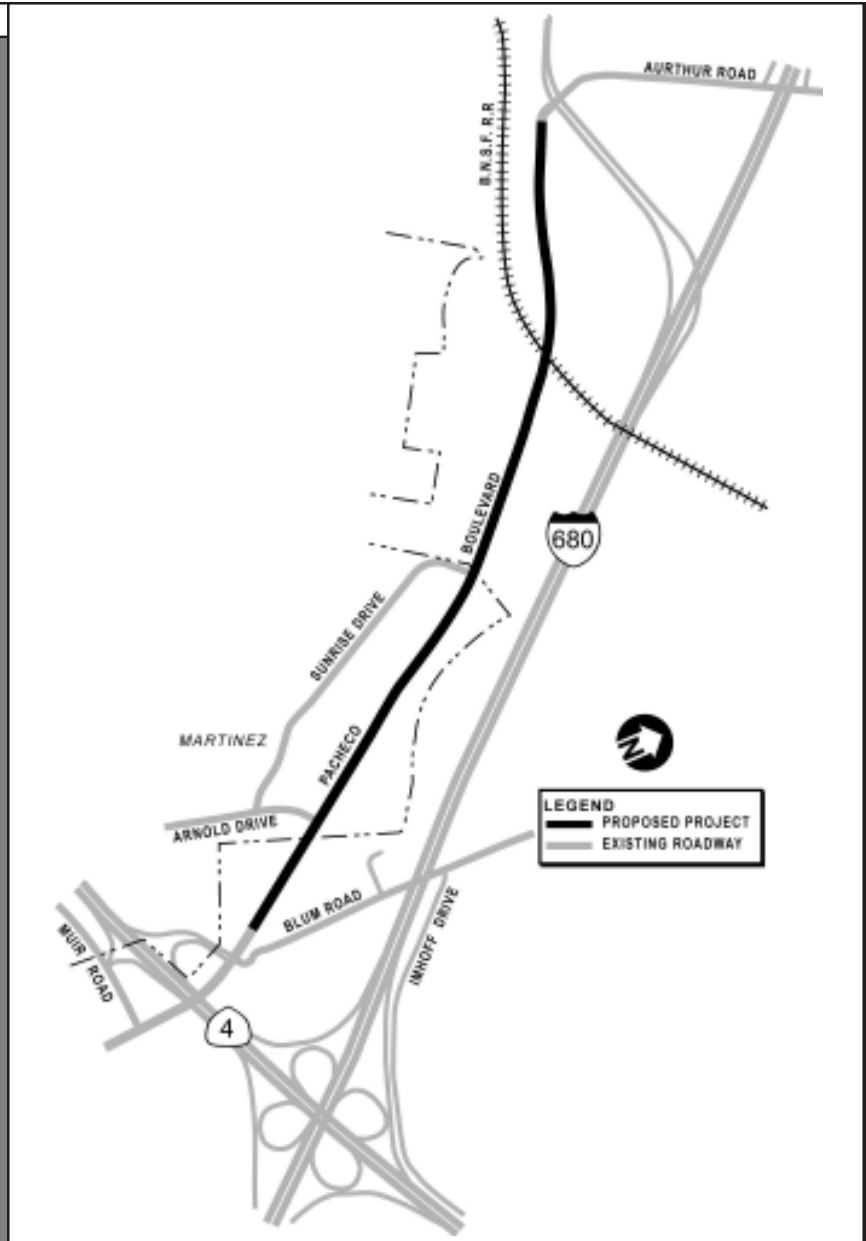 AURTHUR ROAD
B.N.S.F. R.R
BOULEVARD
680
SUNRISE DRIVE
MARTINEZ
PACHECO
N
ARNOLD DRIVE
LEGEND
PROPOSED PROJECT
EXISTING ROADWAY
BLUM ROAD
IMHOFF DRIVE
MUIR ROAD
4